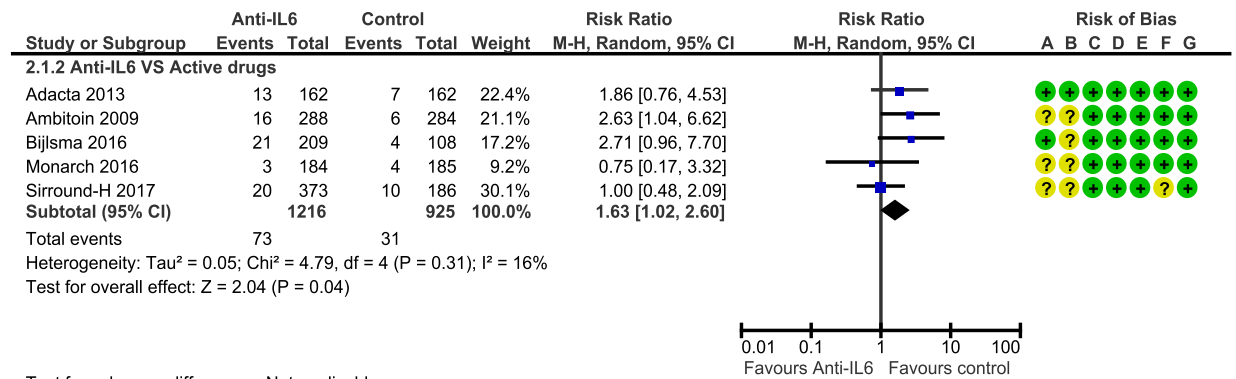 Anti-IL6 Control Risk Ratio Risk Ratio Risk of Bias
Study or Subgroup Events Total Events Total Weight M-H, Random, 95% CI M-H, Random, 95% CI A B C D E F G
2.1.2 Anti-IL6 VS Active drugs
Adacta 2013 13 162 7 162 22.4% 1.86 [0.76, 4.53] + + + + + + +
Ambitoin 2009 16 288 6 284 21.1% 2.63 [1.04, 6.62] ? ? + + + + +
Bijlsma 2016 21 209 4 108 17.2% 2.71 [0.96, 7.70] + ? + + + + +
Monarch 2016 3 184 4 185 9.2% 0.75 [0.17, 3.32] ? ? + + + + +
Sirround-H 2017 20 373 10 186 30.1% 1.00 [0.48, 2.09] ? ? + + + ? +
Subtotal (95% CI) 1216 925 100.0% 1.63 [1.02, 2.60]
Total events 73 31
Heterogeneity: Tau² = 0.05; Chi² = 4.79, df = 4 (P = 0.31); I² = 16%
Test for overall effect: Z = 2.04 (P = 0.04)
0.01 0.1 1 10 100
Favours Anti-IL6 Favours control